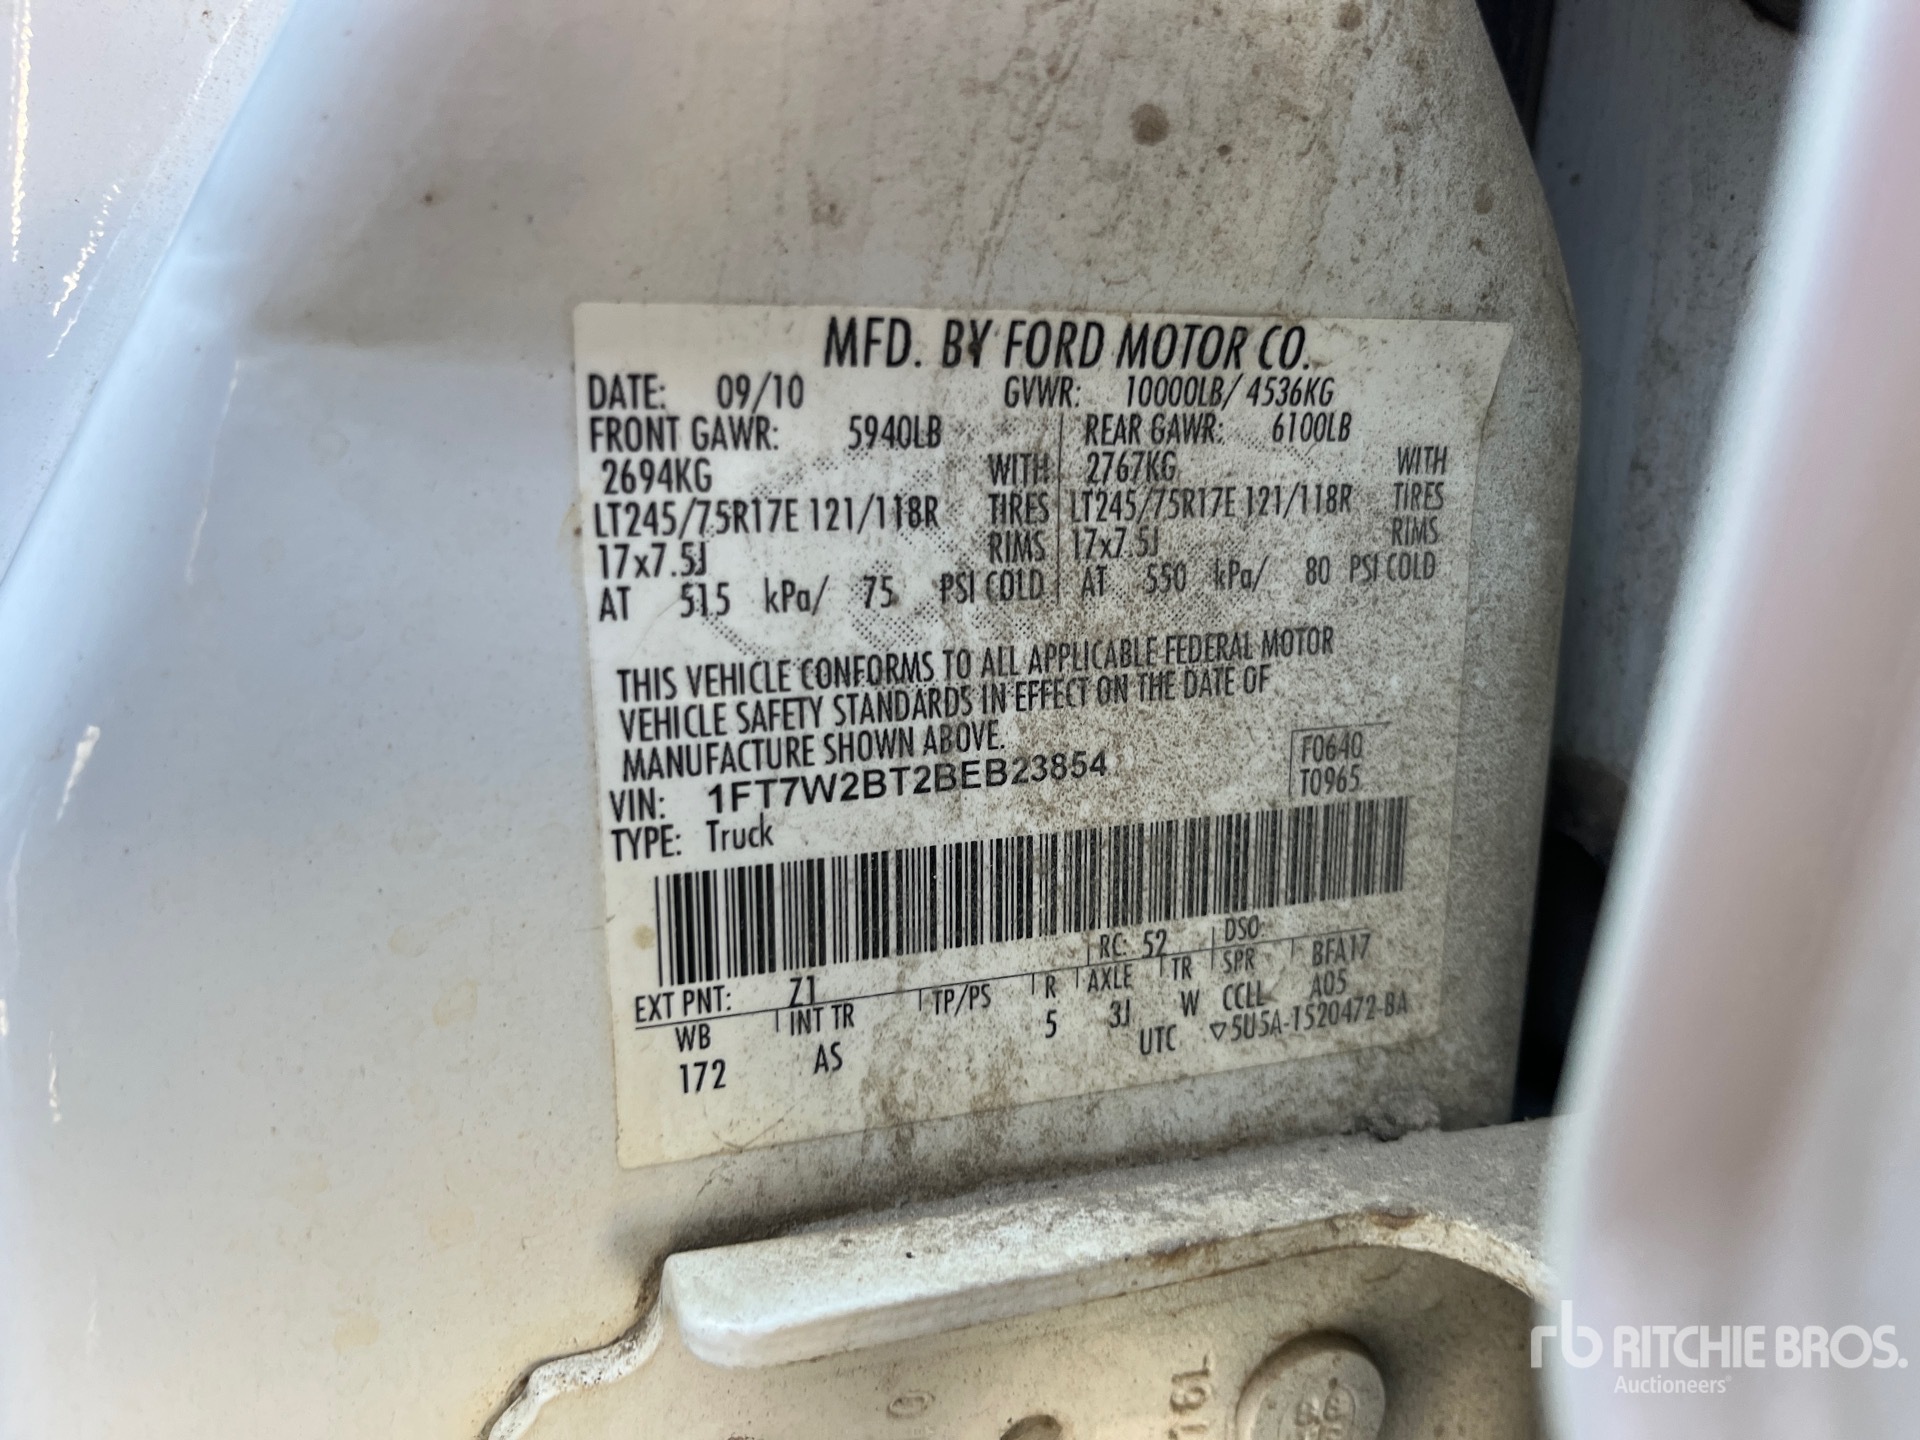 MFD. BY FORD MOTOR CO.
DATE: 09/10 GVWR: 10000LB/ 4536KG
FRONT GAWR: 5940LB REAR GAWR: 6100LB
2694KG WITH 2767KG WITH
LT245/75R17E 121/118R TIRES LT245/75R17E 121/118R TIRES
17x7.5J RIMS 17x7.5J RIMS
AT 515 kPa/ 75 PSI COLD AT 550 kPa/ 80 PSI COLD
THIS VEHICLE CONFORMS TO ALL APPLICABLE FEDERAL MOTOR
VEHICLE SAFETY STANDARDS IN EFFECT ON THE DATE OF
MANUFACTURE SHOWN ABOVE.
F0640
VIN: 1FT7W2BT2BEB23854
T0965
TYPE: Truck
EXT PNT: Z1 RC: 52 DSO:
WB INT TR TP/PS R AXLE TR SPR BFA17
172 AS 5 3J W CCLL A05
UTC ▽5U5A-1520472-BA
rb RITCHIE BROS.
Auctioneers